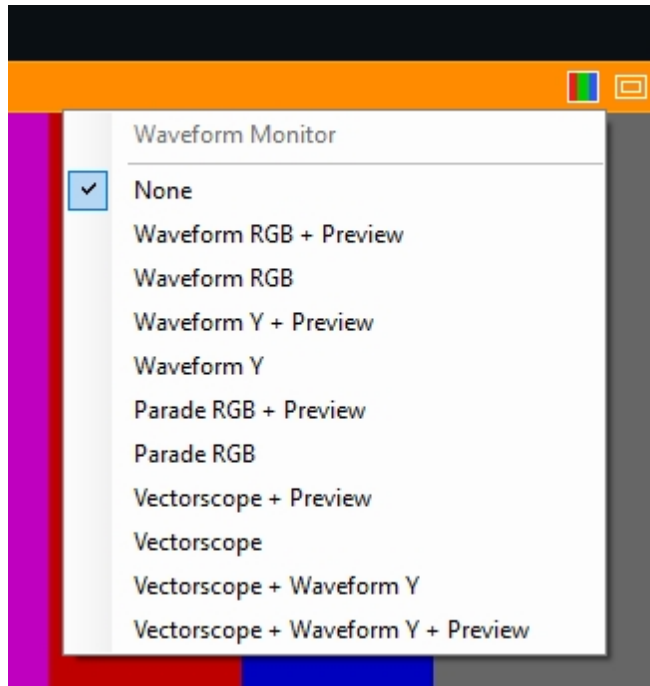 Waveform Monitor
None
Waveform RGB + Preview
Waveform RGB
Waveform Y + Preview
Waveform Y
Parade RGB + Preview
Parade RGB
Vectorscope + Preview
Vectorscope
Vectorscope + Waveform Y
Vectorscope + Waveform Y + Preview